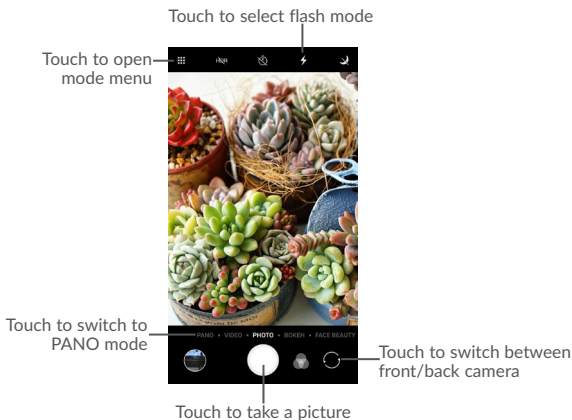 Touch to select flash mode
Touch to open
mode menu
HDR
Touch to switch to
PANO mode
PANO • VIDEO • PHOTO • BOKEH • FACE BEAUTY
Touch to switch between
front/back camera
Touch to take a picture